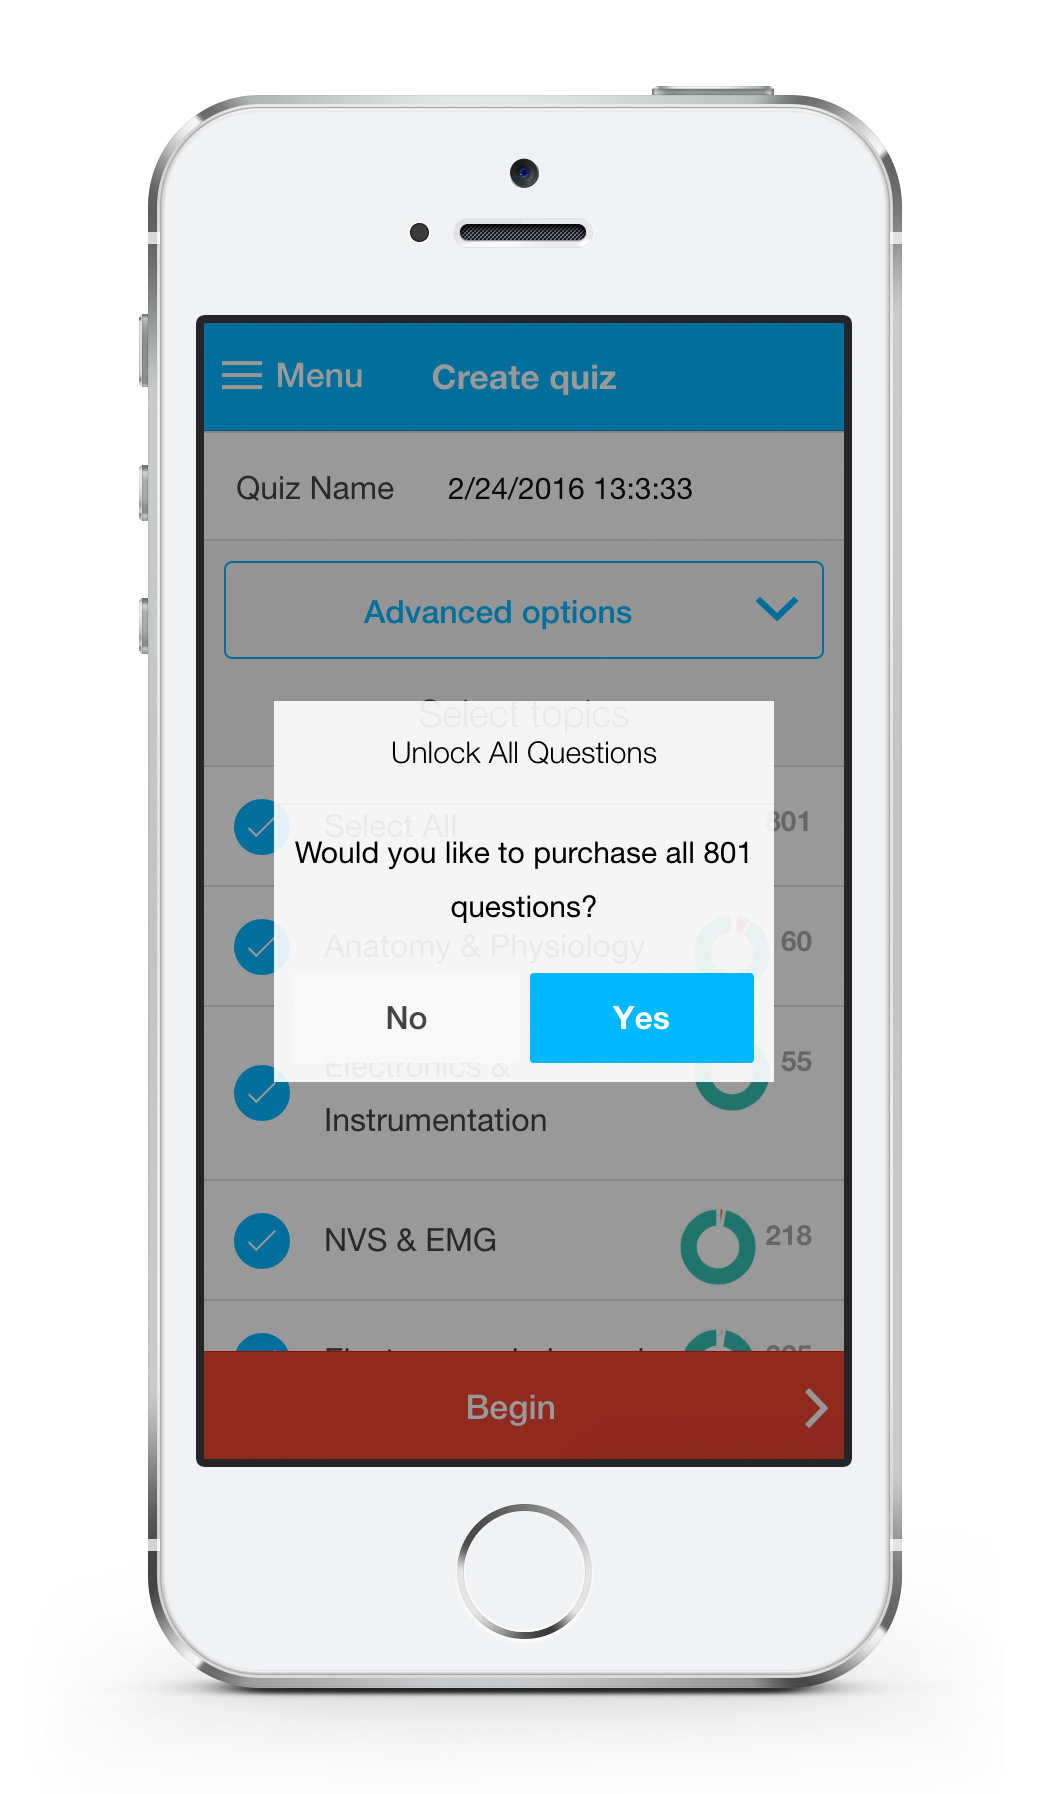 Menu Create quiz
Quiz Name 2/24/2016 13:3:33
Advanced options
Select topics
Unlock All Questions
Select All 801
Would you like to purchase all 801
questions?
Anatomy & Physiology 60
No Yes
Electronics & 55
Instrumentation
NVS & EMG 218
Begin